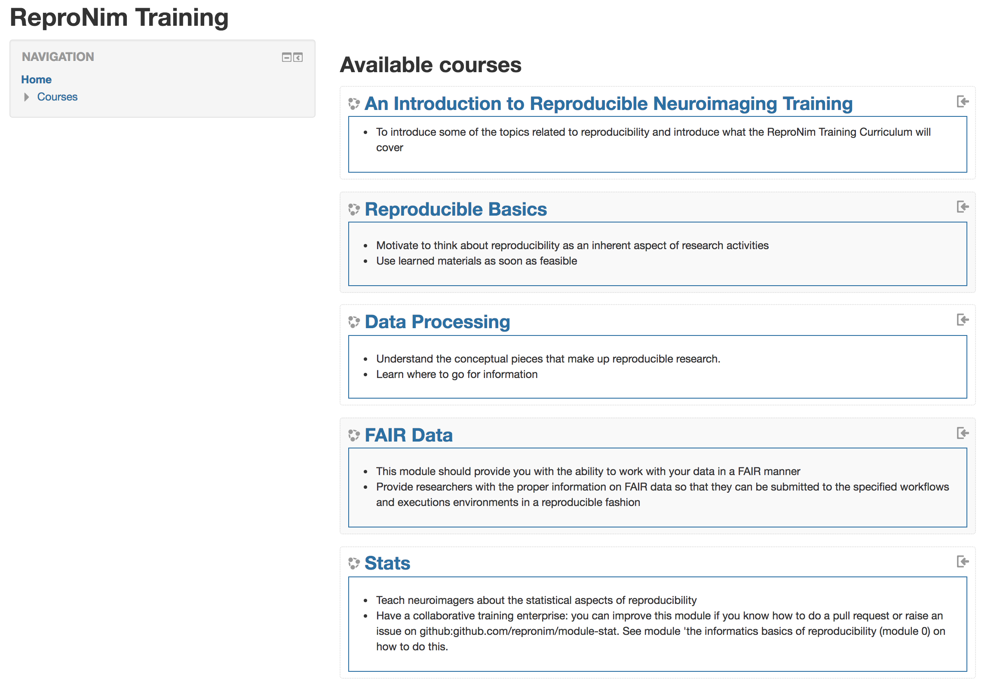 ReproNim Training
NAVIGATION
Home
Courses
Available courses
An Introduction to Reproducible Neuroimaging Training
To introduce some of the topics related to reproducibility and introduce what the ReproNim Training Curriculum will
cover
Reproducible Basics
Motivate to think about reproducibility as an inherent aspect of research activities
Use learned materials as soon as feasible
Data Processing
Understand the conceptual pieces that make up reproducible research.
Learn where to go for information
FAIR Data
This module should provide you with the ability to work with your data in a FAIR manner
Provide researchers with the proper information on FAIR data so that they can be submitted to the specified workflows
and executions environments in a reproducible fashion
Stats
Teach neuroimagers about the statistical aspects of reproducibility
Have a collaborative training enterprise: you can improve this module if you know how to do a pull request or raise an
issue on github:github.com/repronim/module-stat. See module 'the informatics basics of reproducibility (module 0) on
how to do this.